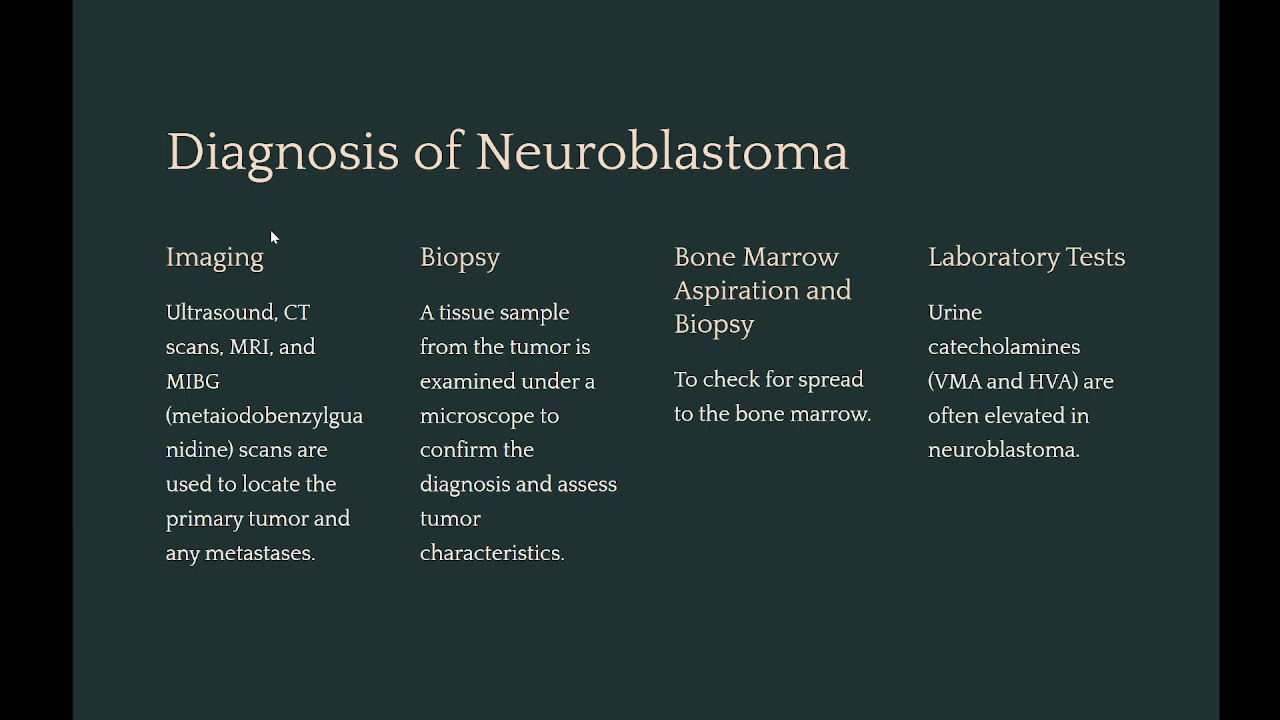 Diagnosis of Neuroblastoma
Imaging
Ultrasound, CT
scans, MRI, and
MIBG
(metaiodobenzylgua
nidine) scans are
used to locate the
primary tumor and
any metastases.
Biopsy
A tissue sample
from the tumor is
examined under a
microscope to
confirm the
diagnosis and assess
tumor
characteristics.
Bone Marrow
Aspiration and
Biopsy
To check for spread
to the bone marrow.
Laboratory Tests
Urine
catecholamines
(VMA and HVA) are
often elevated in
neuroblastoma.